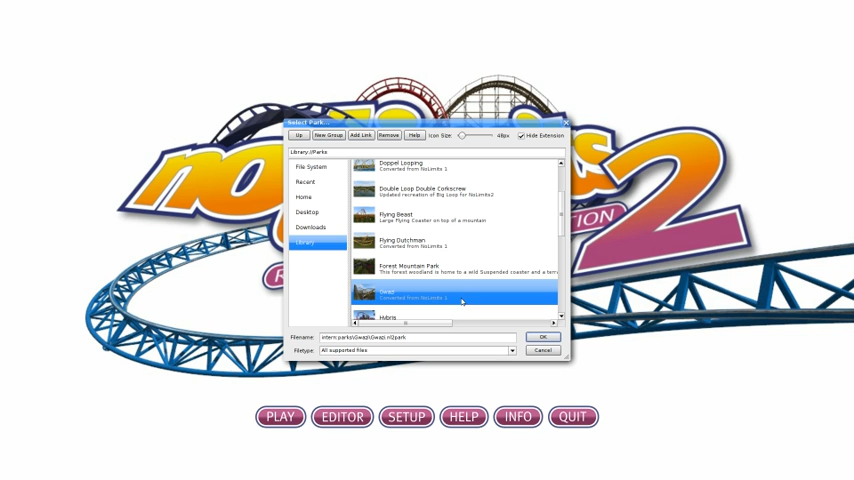 Select Park...
Up
New Group
Add Link
Remove
Help
Icon Size:
48px
Hide Extension
Library://Parks
File System
Recent
Home
Desktop
Downloads
Library
Doppel Looping
Converted from NoLimits 1
Double Loop Double Corkscrew
Updated recreation of Big Loop for NoLimits2
Flying Beast
Large Flying Coaster on top of a mountain
Flying Dutchman
Converted from NoLimits 1
Forest Mountain Park
This forest woodland is home to a wild Suspended coaster and a terr
Gwazi
Converted from NoLimits 1
Hybris
Filename:
intern:parks\Gwazi\Gwazi.nl2park
OK
Filetype:
All supported files
Cancel
2
PLAY
EDITOR
SETUP
HELP
INFO
QUIT